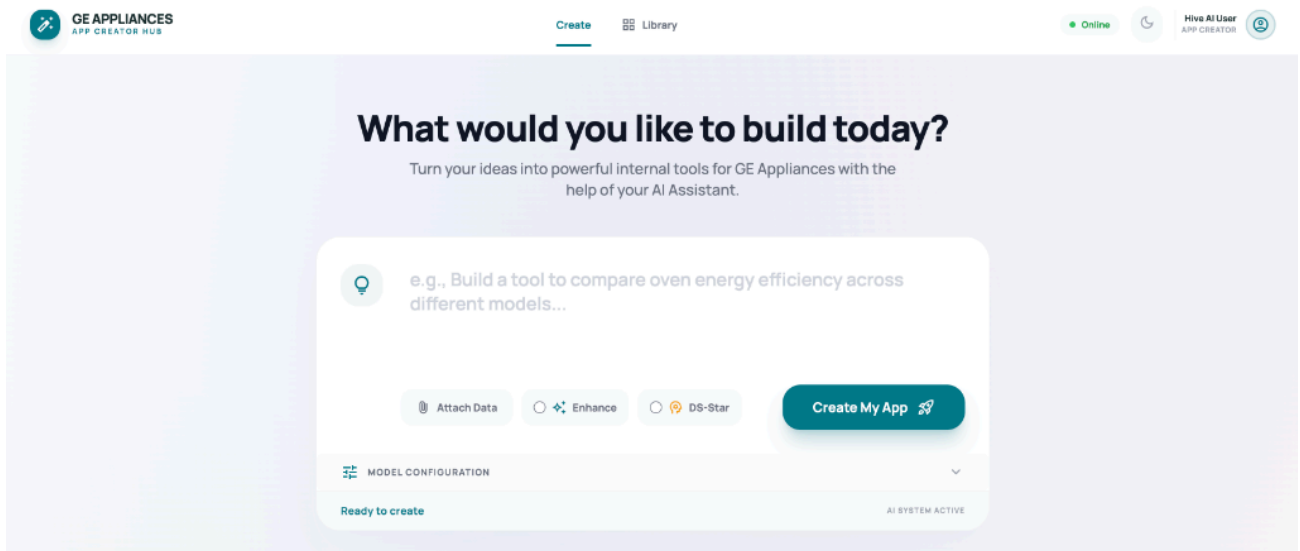 GE APPLIANCES
APP CREATOR HUB
Create
Library
Online
Hive AI User
APP CREATOR
What would you like to build today?
Turn your ideas into powerful internal tools for GE Appliances with the
help of your AI Assistant.
e.g., Build a tool to compare oven energy efficiency across
different models...
Attach Data
Enhance
DS-Star
Create My App
MODEL CONFIGURATION
Ready to create
AI SYSTEM ACTIVE